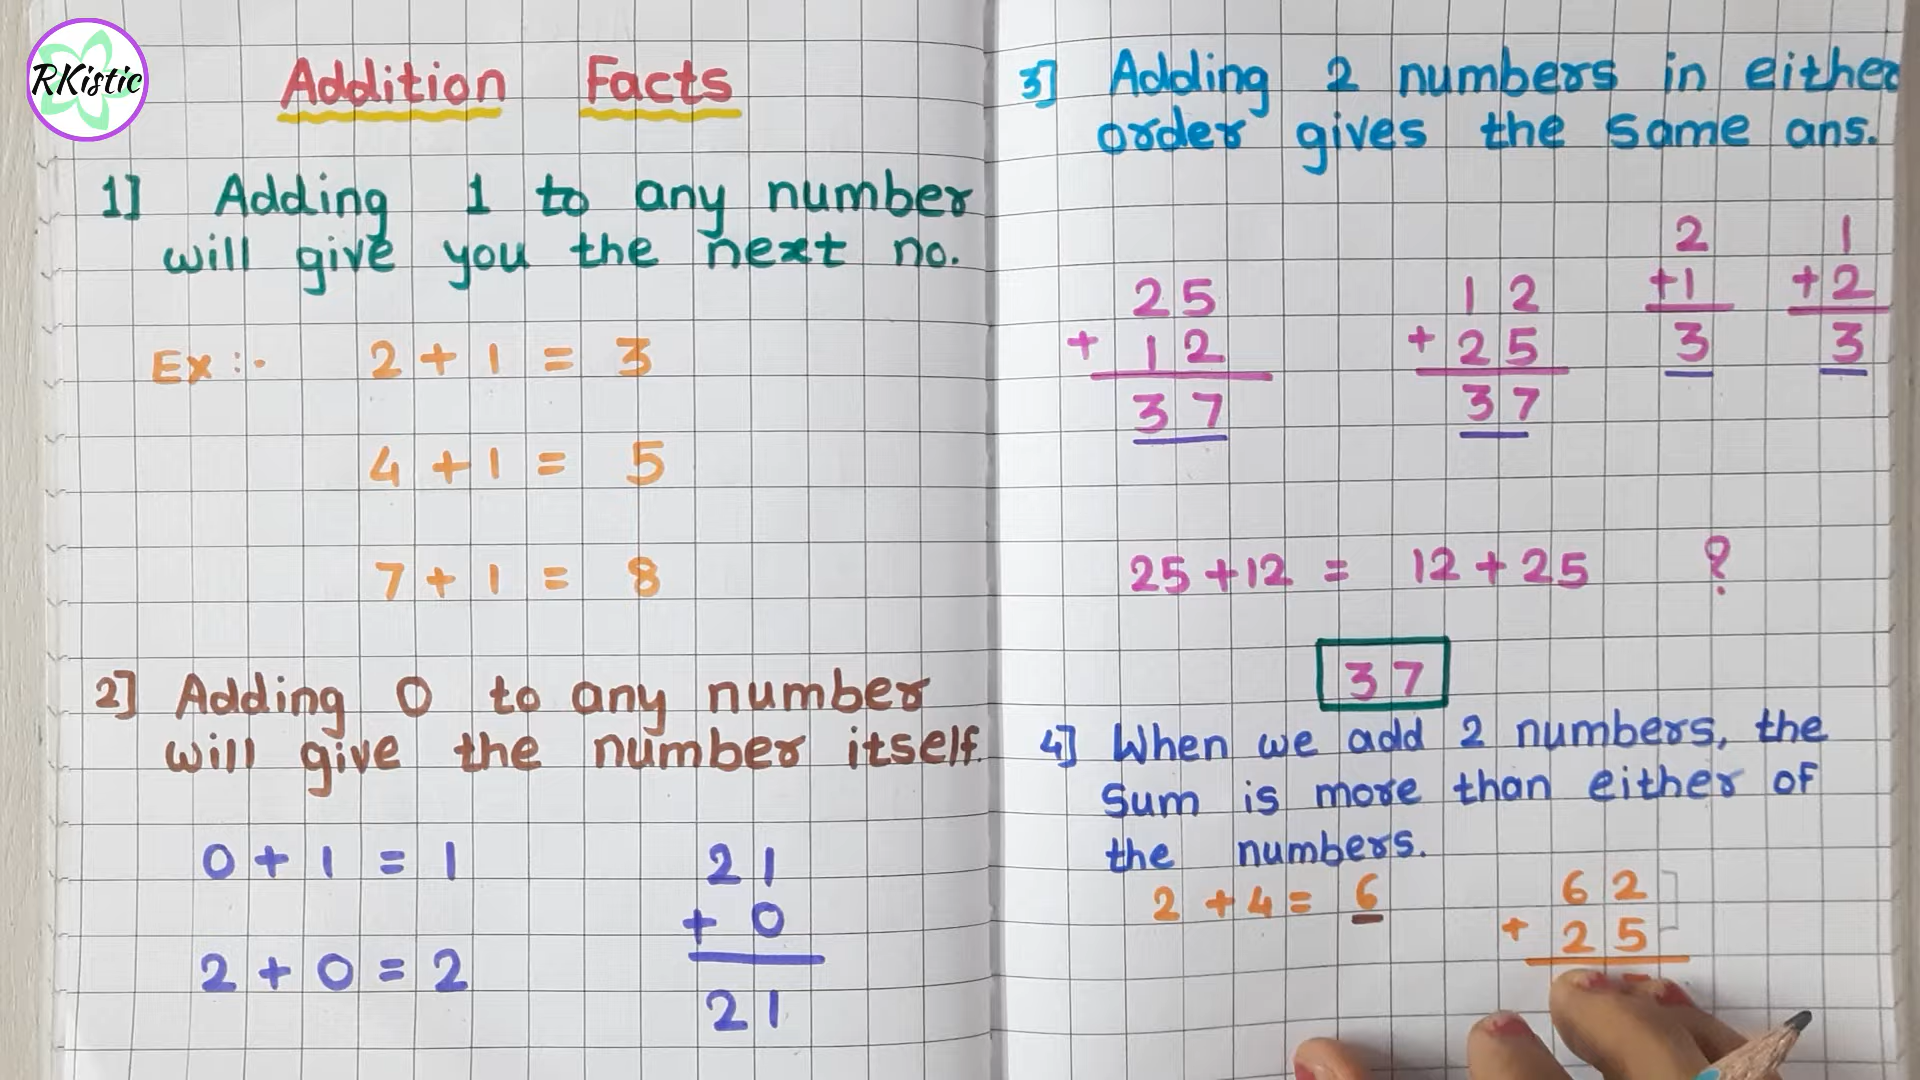 RKistic
Addition Facts
1] Adding 1 to any number
will give you the next no.
Ex :- 2 + 1 = 3
4 + 1 = 5
7 + 1 = 8
2] Adding 0 to any number
will give the number itself.
0 + 1 = 1
2 + 0 = 2
21
+ 0
21
3] Adding 2 numbers in either
order gives the same ans.
25
+ 12
37
12
+ 25
37
2
+1
3
1
+2
3
25 + 12 = 12 + 25 ?
37
4] When we add 2 numbers, the
sum is more than either of
the numbers.
2 + 4 = 6
62
+ 25